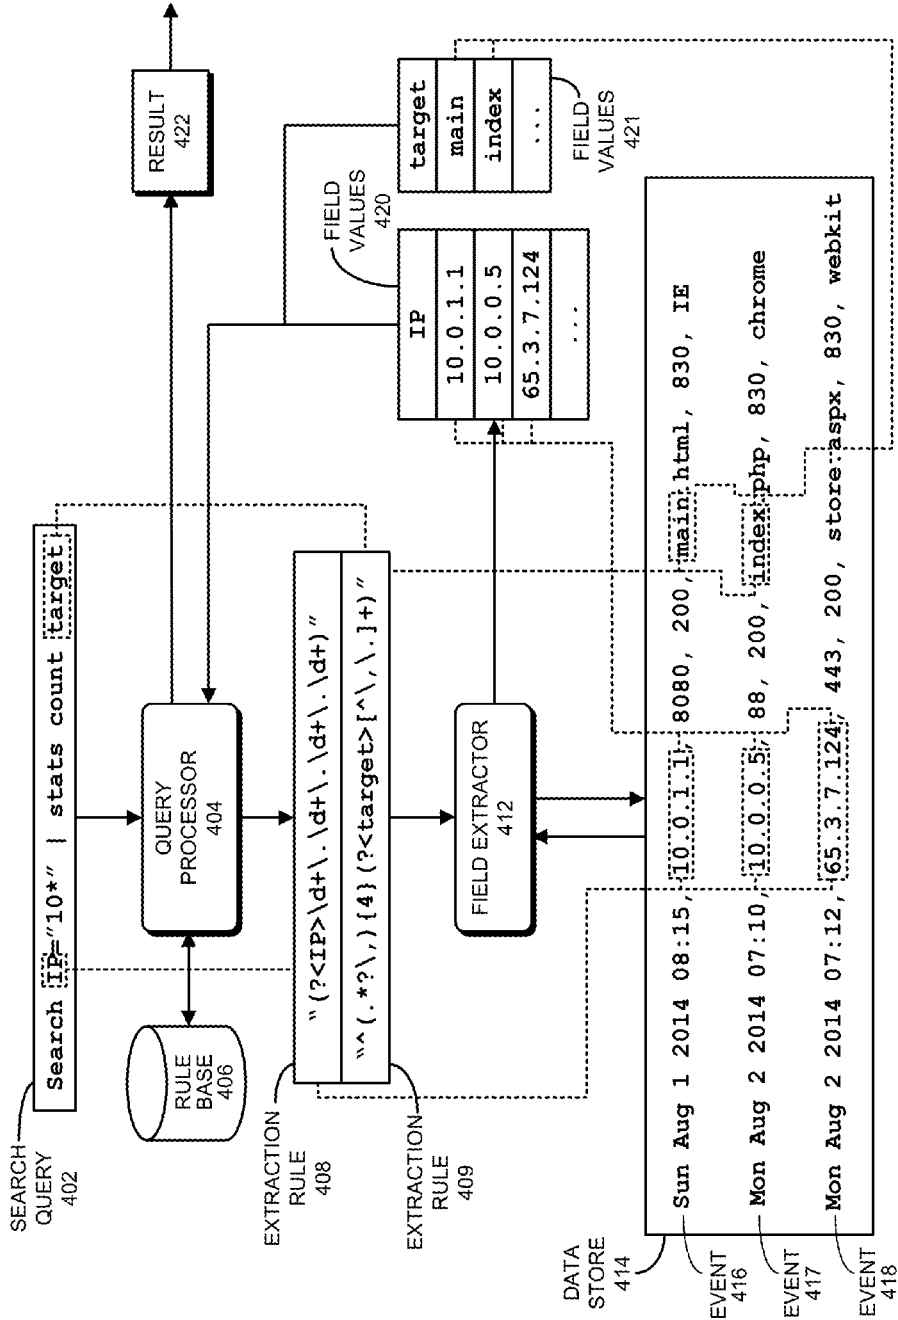 SEARCH
QUERY
402
Search IP="10*" | stats count target
RULE
BASE
406
QUERY
PROCESSOR
404
RESULT
422
EXTRACTION
RULE
408
"(?<IP>\d+\.\d+\.\d+\.\d+)"
EXTRACTION
RULE
409
"^(.*?\,){4}(?<target>[^\,\.]+)"
FIELD EXTRACTOR
412
FIELD
VALUES
420
IP
10.0.1.1
10.0.0.5
65.3.7.124
...
target
main
index
...
FIELD
VALUES
421
DATA
STORE
414
Sun Aug 1 2014 08:15, 10.0.1.1, 8080, 200, main.html, 830, IE
EVENT
416
Mon Aug 2 2014 07:10, 10.0.0.5, 88, 200, index.php, 830, chrome
EVENT
417
Mon Aug 2 2014 07:12, 65.3.7.124, 443, 200, store.aspx, 830, webkit
EVENT
418